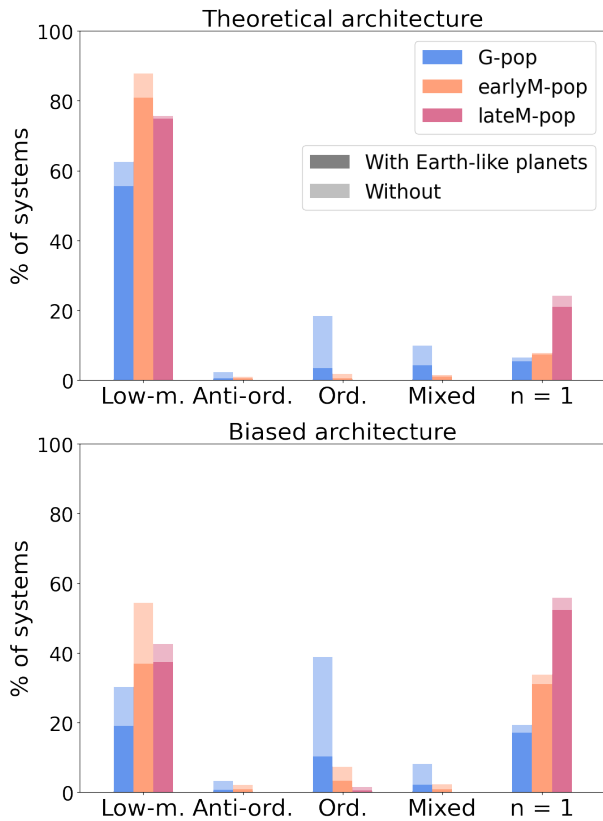 Theoretical architecture
% of systems
100
80
60
40
20
0
G-pop
earlyM-pop
lateM-pop
With Earth-like planets
Without
Low-m. Anti-ord. Ord. Mixed n = 1
Biased architecture
% of systems
100
80
60
40
20
0
Low-m. Anti-ord. Ord. Mixed n = 1